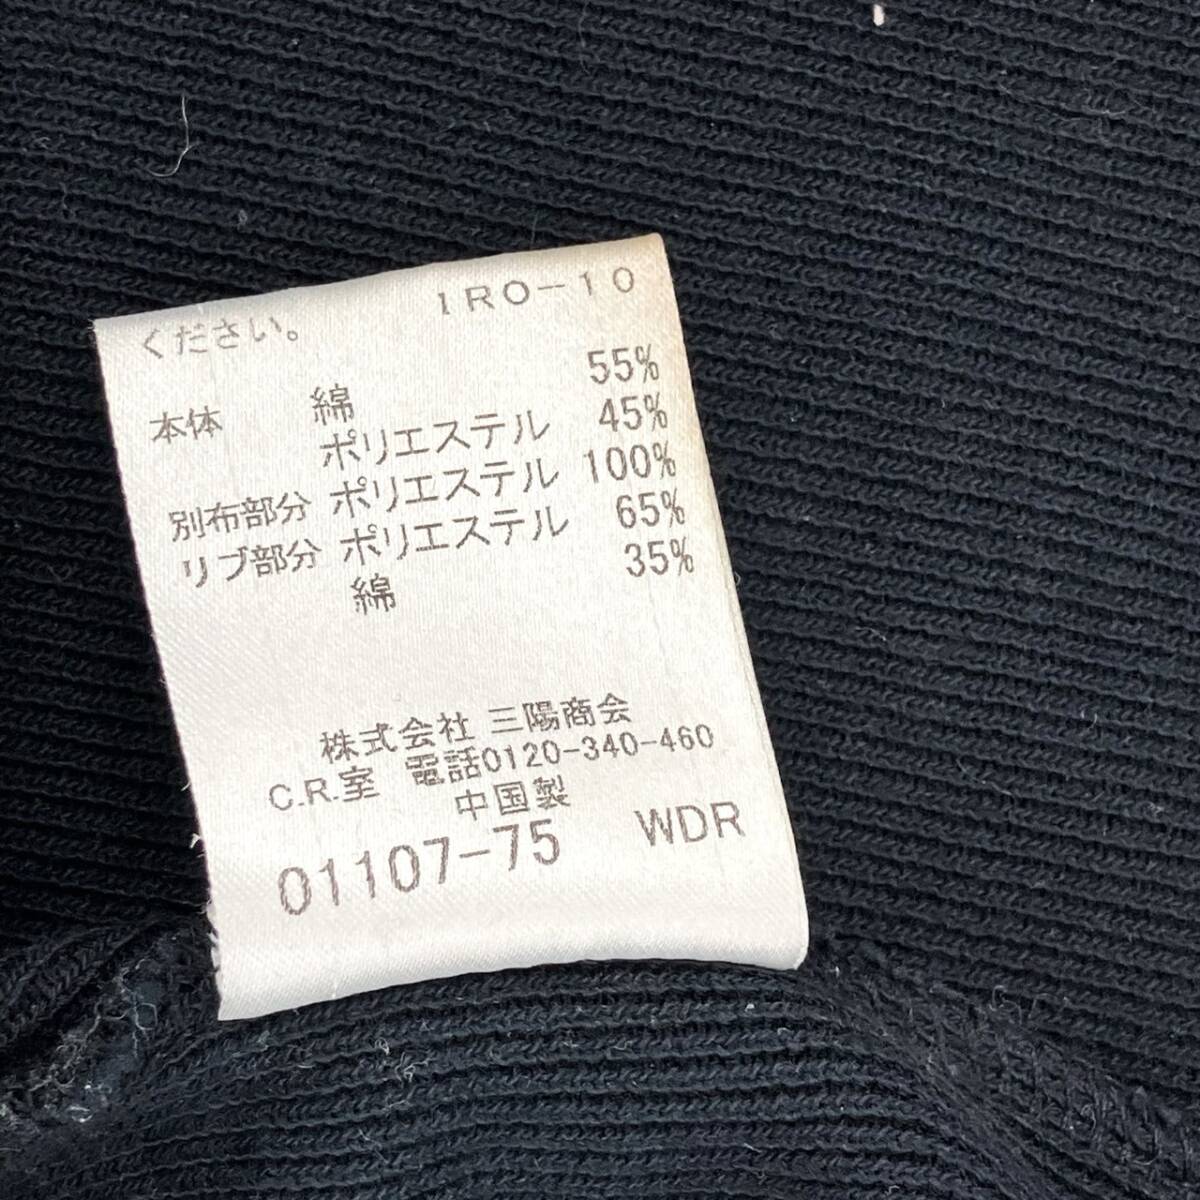 IRO-10
ください。
本体 綿 55%
ポリエステル 45%
別布部分 ポリエステル 100%
リブ部分 ポリエステル 65%
綿 35%
株式会社 三陽商会
C.R.室 電話0120-340-460
中国製
01107-75 WDR